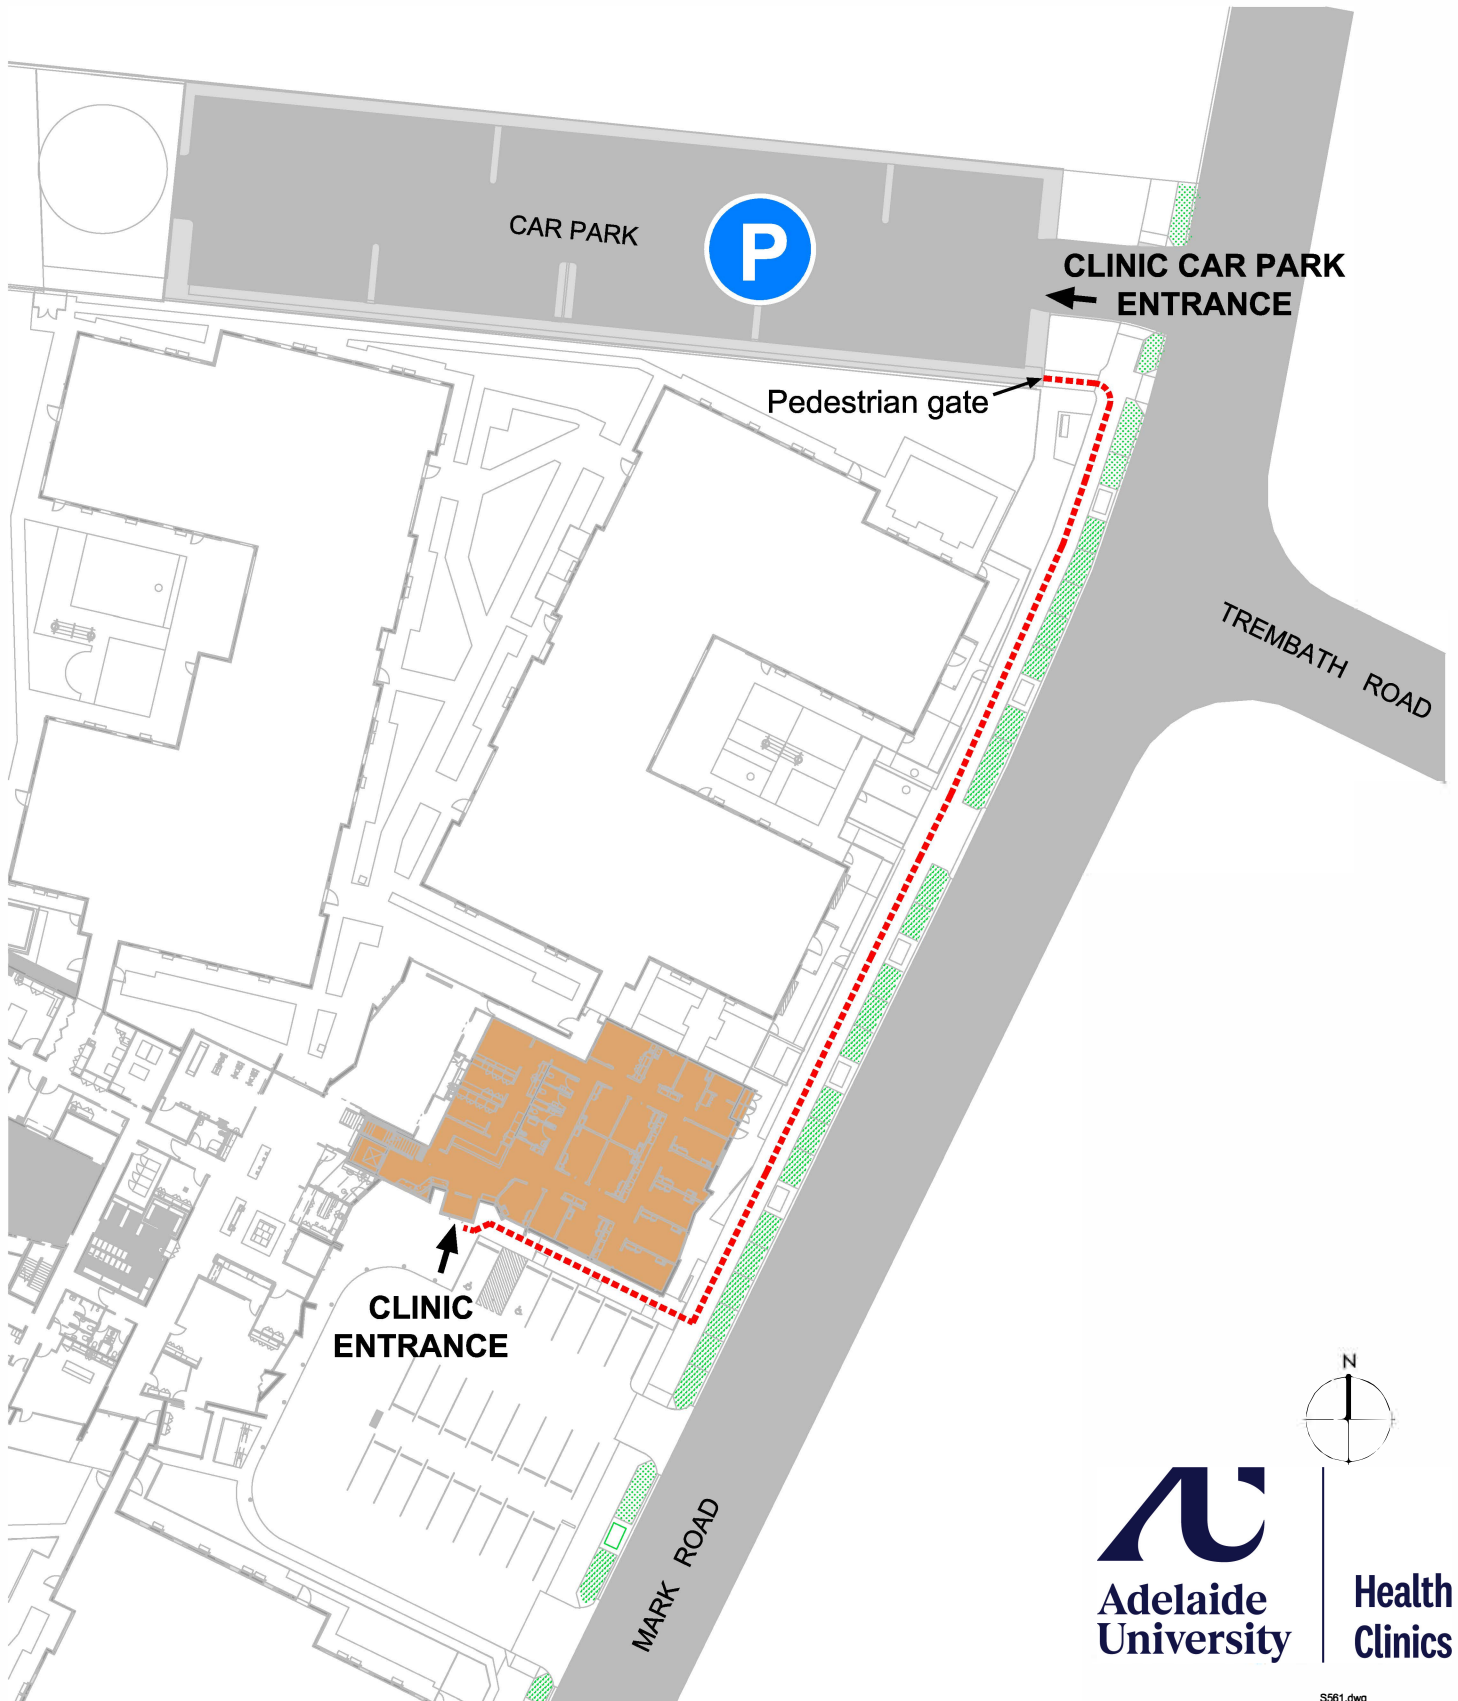 CAR PARK
P
CLINIC CAR PARK
ENTRANCE
Pedestrian gate
TREMBATH ROAD
CLINIC
ENTRANCE
MARK ROAD
N
Adelaide
University
Health
Clinics
S561.dwg